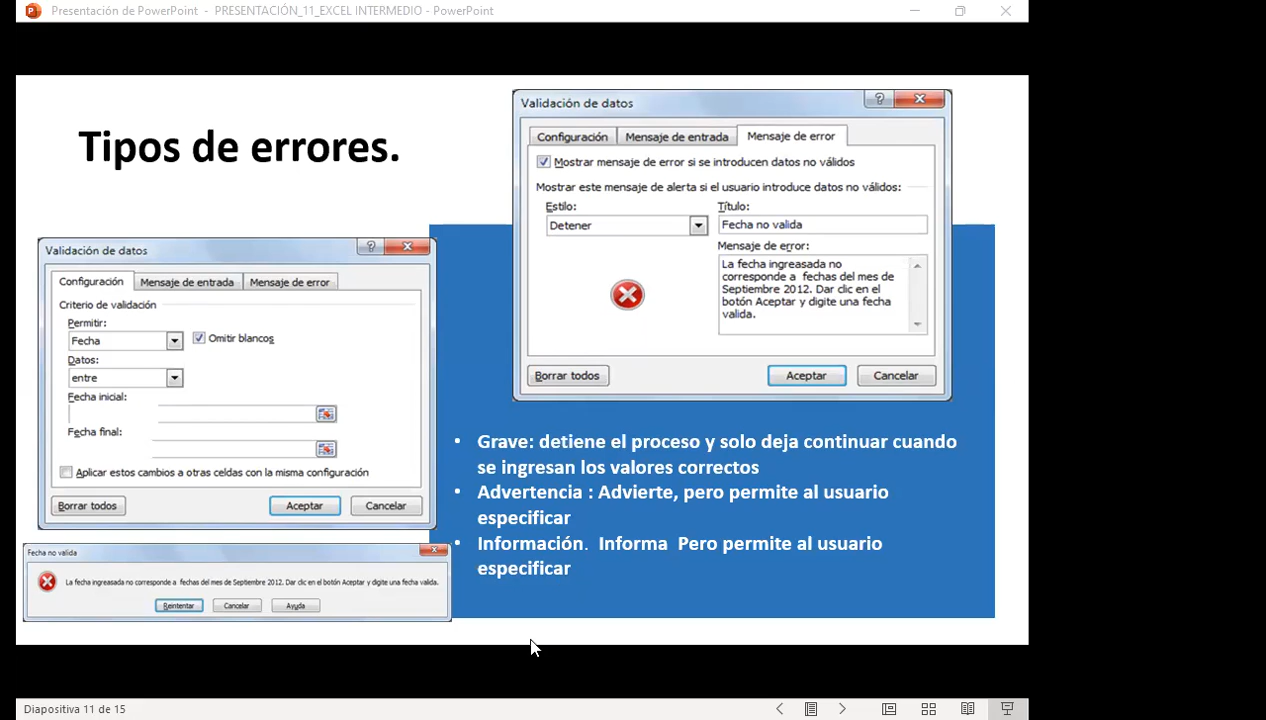 Presentación de PowerPoint - PRESENTACIÓN_11_EXCEL INTERMEDIO - PowerPoint
Tipos de errores.
Validación de datos
Configuración Mensaje de entrada Mensaje de error
Mostrar mensaje de error si se introducen datos no válidos
Mostrar este mensaje de alerta si el usuario introduce datos no válidos:
Estilo: Título:
Detener Fecha no valida
Mensaje de error:
La fecha ingreasada no
corresponde a fechas del mes de
Septiembre 2012. Dar clic en el
botón Aceptar y digite una fecha
valida.
Borrar todos Aceptar Cancelar
Validación de datos
Configuración Mensaje de entrada Mensaje de error
Criterio de validación
Permitir:
Fecha Omitir blancos
Datos:
entre
Fecha inicial:
Fecha final:
Aplicar estos cambios a otras celdas con la misma configuración
Borrar todos Aceptar Cancelar
Fecha no valida
La fecha ingreasada no corresponde a fechas del mes de Septiembre 2012. Dar clic en el botón Aceptar y digite una fecha valida.
Reintentar Cancelar Ayuda
• Grave: detiene el proceso y solo deja continuar cuando
se ingresan los valores correctos
• Advertencia : Advierte, pero permite al usuario
especificar
• Información. Informa Pero permite al usuario
especificar
Diapositiva 11 de 15